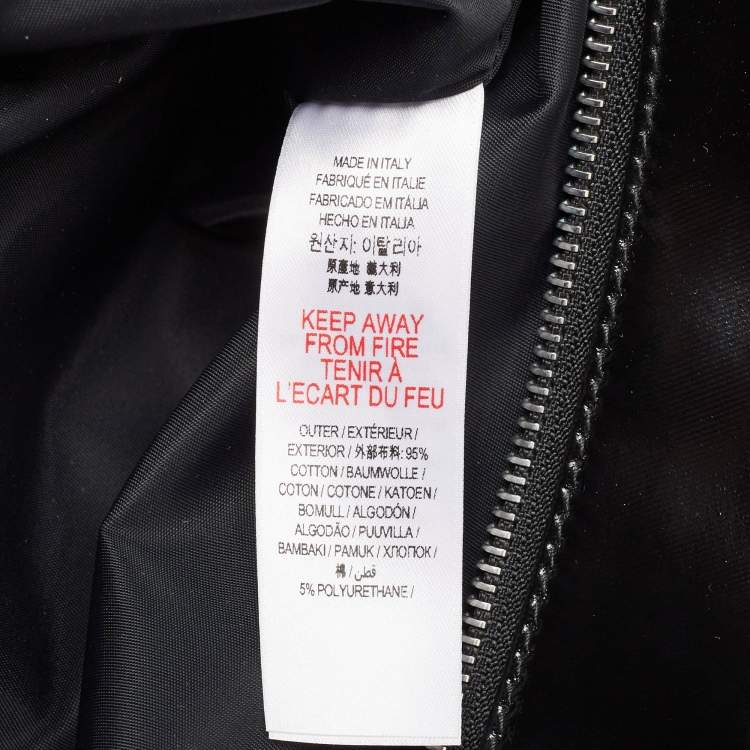 MADE IN ITALY
FABRIQUÉ EN ITALIE
FABRICADO EM ITÁLIA
HECHO EN ITALIA
원산지: 이탈리아
原產地 義大利
原产地 意大利
KEEP AWAY
FROM FIRE
TENIR À
L'ECART DU FEU
OUTER / EXTÉRIEUR /
EXTERIOR / 外部布料: 95%
COTTON / BAUMWOLLE /
COTON / COTONE / KATOEN /
BOMULL / ALGODÓN /
ALGODÃO / PUUVILLA /
BAMBAKI / PAMUK / ХЛОПОК /
棉 / قطن /
5% POLYURETHANE /